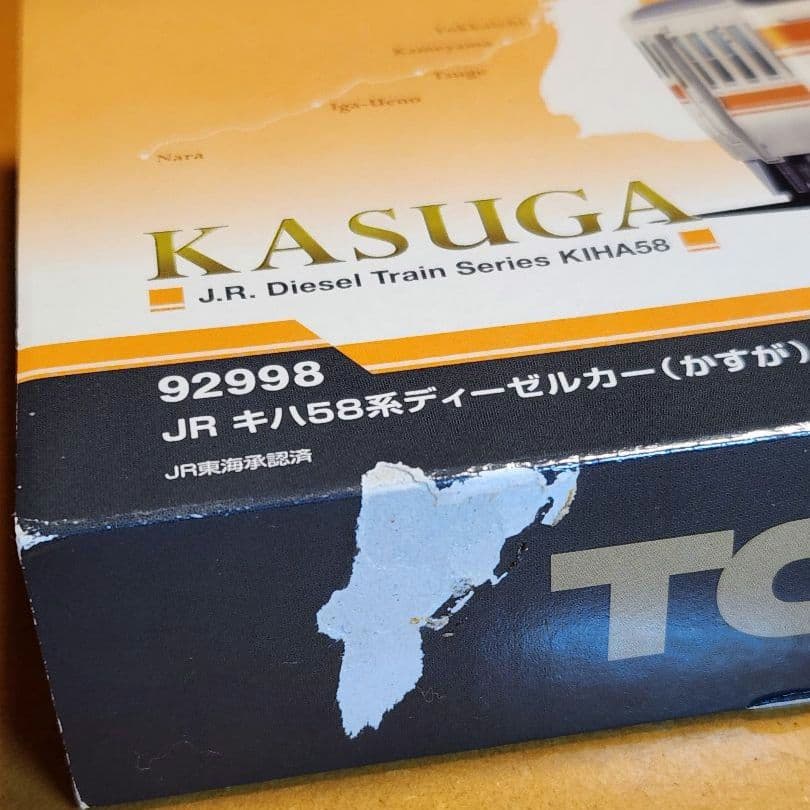 Yokkaichi
Kameyama
Tsuge
Iga-Ueno
Nara
KASUGA
J.R. Diesel Train Series KIHA58
92998
JR キハ58系ディーゼルカー(かすが)
JR東海承認済
TO